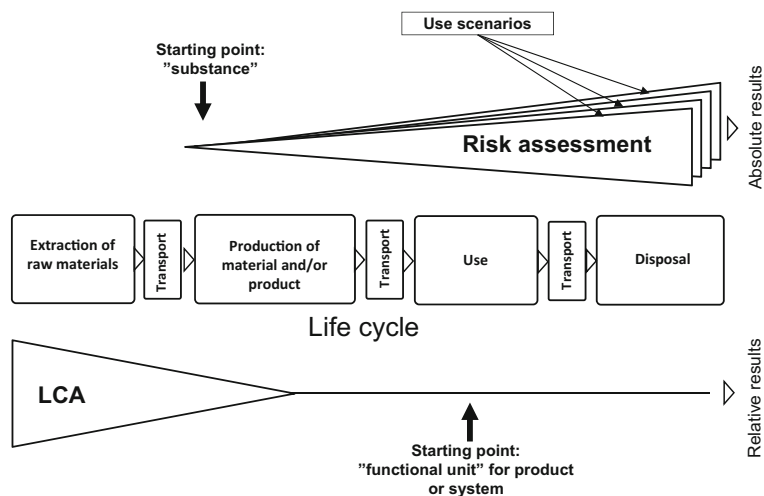 Use scenarios
Starting point:
”substance”
Risk assessment
Absolute results
Extraction of
raw materials
Transport
Production of
material and/or
product
Transport
Use
Transport
Disposal
Life cycle
LCA
Relative results
Starting point:
”functional unit” for product
or system